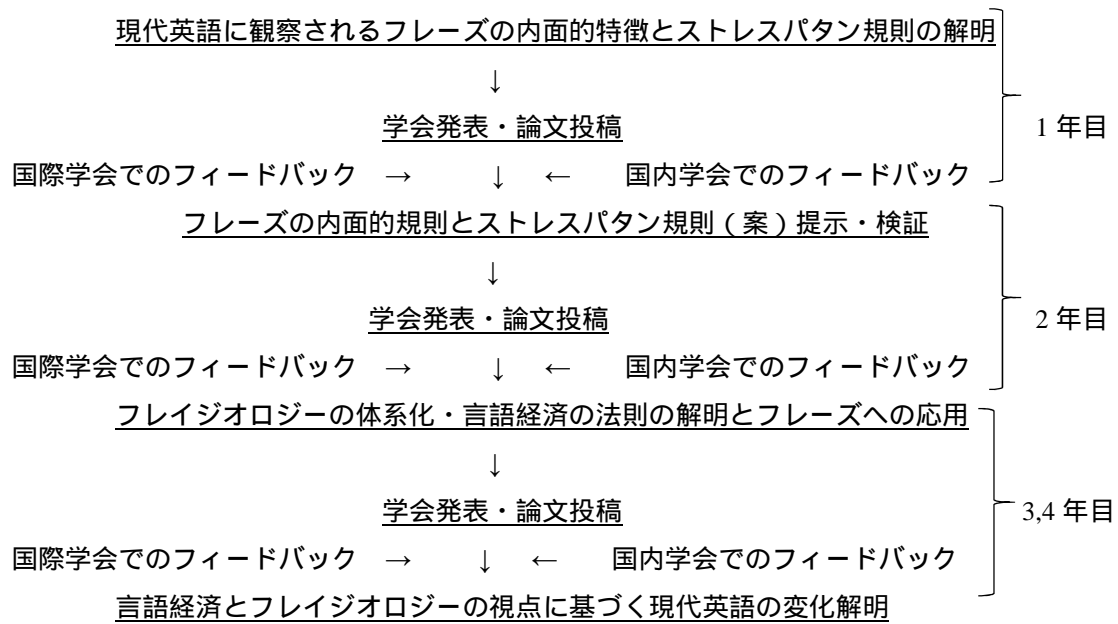 現代英語に観察されるフレーズの内面的特徴とストレスパタン規則の解明
↓
学会発表・論文投稿
1 年目
国際学会でのフィードバック → ↓ ← 国内学会でのフィードバック
フレーズの内面的規則とストレスパタン規則（案）提示・検証
↓
学会発表・論文投稿
2 年目
国際学会でのフィードバック → ↓ ← 国内学会でのフィードバック
フレイジオロジーの体系化・言語経済の法則の解明とフレーズへの応用
↓
学会発表・論文投稿
3,4 年目
国際学会でのフィードバック → ↓ ← 国内学会でのフィードバック
言語経済とフレイジオロジーの視点に基づく現代英語の変化解明